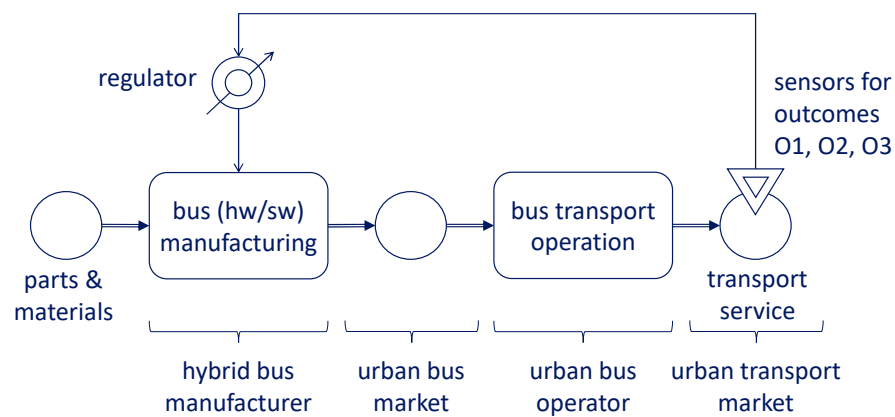 regulator
sensors for
outcomes
O1, O2, O3
bus (hw/sw)
manufacturing
bus transport
operation
parts &
materials
transport
service
hybrid bus
manufacturer
urban bus
market
urban bus
operator
urban transport
market